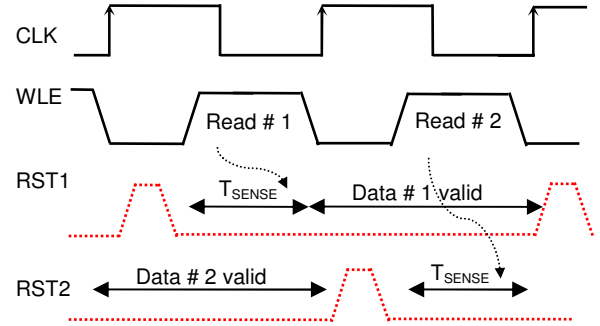 CLK
WLE
Read # 1
Read # 2
RST1
TSENSE
Data # 1 valid
RST2
Data # 2 valid
TSENSE